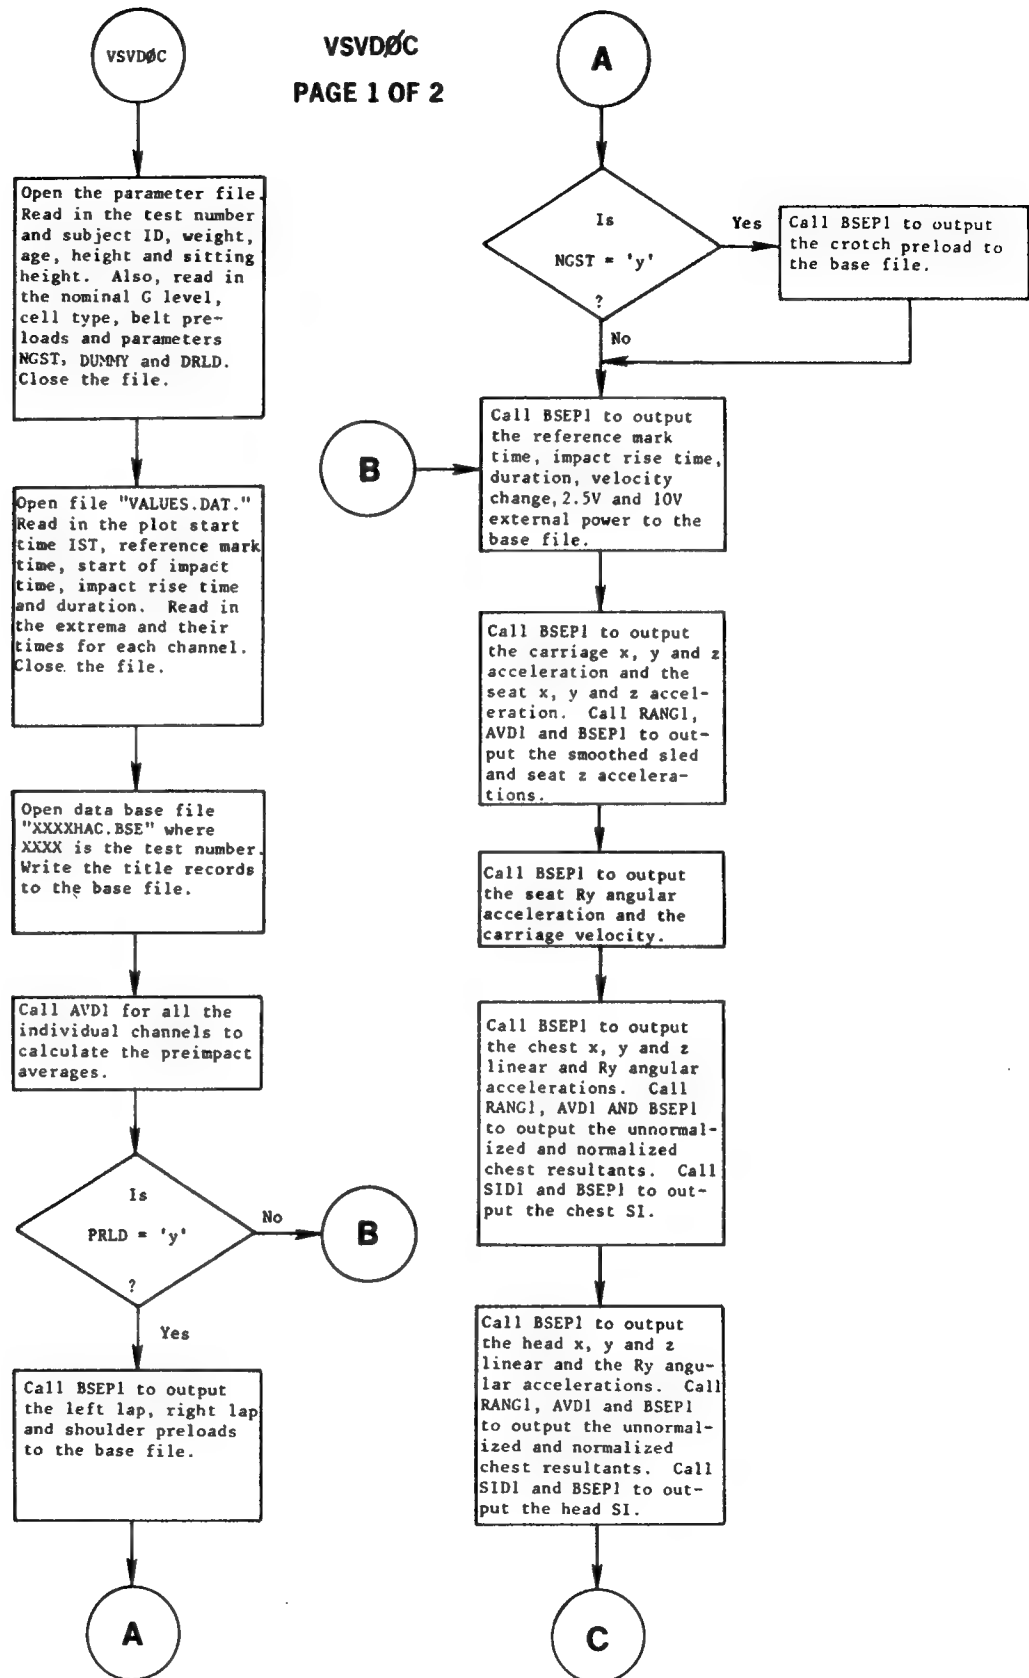 VSVDØC
VSVDØC
PAGE 1 OF 2
Open the parameter file.
Read in the test number
and subject ID, weight,
age, height and sitting
height. Also, read in
the nominal G level,
cell type, belt pre-
loads and parameters
NGST, DUMMY and DRLD.
Close the file.
Open file "VALUES.DAT."
Read in the plot start
time IST, reference mark
time, start of impact
time, impact rise time
and duration. Read in
the extrema and their
times for each channel.
Close the file.
Open data base file
"XXXXHAC.BSE" where
XXXX is the test number.
Write the title records
to the base file.
Call AVD1 for all the
individual channels to
calculate the preimpact
averages.
Is
PRLD = 'y'
?
No
B
Yes
Call BSEP1 to output
the left lap, right lap
and shoulder preloads
to the base file.
A
A
Is
NGST = 'y'
?
Yes
Call BSEP1 to output
the crotch preload to
the base file.
No
B
Call BSEP1 to output
the reference mark
time, impact rise time,
duration, velocity
change, 2.5V and 10V
external power to the
base file.
Call BSEP1 to output
the carriage x, y and z
acceleration and the
seat x, y and z accel-
eration. Call RANG1,
AVD1 and BSEP1 to out-
put the smoothed sled
and seat z accelera-
tions.
Call BSEP1 to output
the seat Ry angular
acceleration and the
carriage velocity.
Call BSEP1 to output
the chest x, y and z
linear and Ry angular
accelerations. Call
RANG1, AVD1 AND BSEP1
to output the unnormal-
ized and normalized
chest resultants. Call
SID1 and BSEP1 to out-
put the chest SI.
Call BSEP1 to output
the head x, y and z
linear and the Ry angu-
lar accelerations. Call
RANG1, AVD1 and BSEP1
to output the unnormal-
ized and normalized
chest resultants. Call
SID1 and BSEP1 to out-
put the head SI.
C